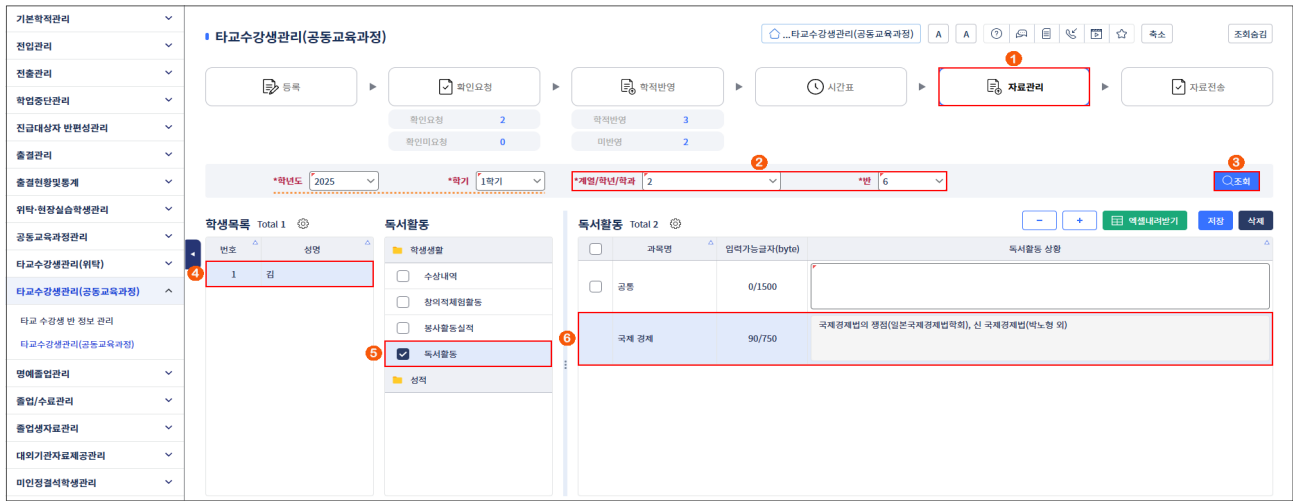 기본학적관리
전입관리
전출관리
학업중단관리
진급대상자 반편성관리
출결관리
출결현황및통계
위탁·현장실습학생관리
공동교육과정관리
타교수강생관리(위탁)
타교수강생관리(공동교육과정)
타교 수강생 반 정보 관리
타교수강생관리(공동교육과정)
명예졸업관리
졸업/수료관리
졸업생자료관리
대외기관자료제공관리
미인정결석학생관리
타교수강생관리(공동교육과정)
...타교수강생관리(공동교육과정) A A 축소 조회숨김
1
등록 확인요청 학적반영 시간표 자료관리 자료전송
확인요청 2 학적반영 3
확인미요청 0 미반영 2
2 3
*학년도 2025 *학기 1학기 *계열/학년/학과 2 *반 6 조회
학생목록 Total 1 독서활동 독서활동 Total 2 - + 엑셀내려받기 저장 삭제
번호 성명 학생생활 과목명 입력가능글자(byte) 독서활동 상황
4 1 김 수상내역 공통 0/1500
창의적체험활동
봉사활동실적
6 국제 경제 90/750 국제경제법의 쟁점(일본국제경제법학회), 신 국제경제법(박노형 외)
5 독서활동
성적